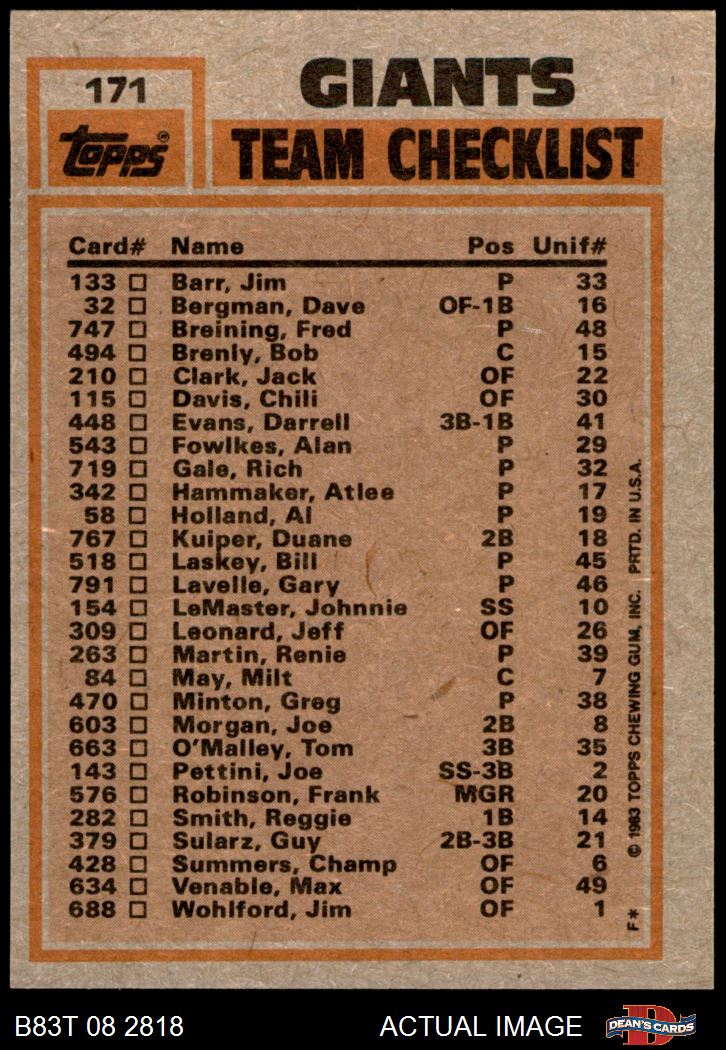 171
GIANTS
Topps®
TEAM CHECKLIST
Card# Name Pos Unif#
133 □ Barr, Jim P 33
32 □ Bergman, Dave OF-1B 16
747 □ Breining, Fred P 48
494 □ Brenly, Bob C 15
210 □ Clark, Jack OF 22
115 □ Davis, Chili OF 30
448 □ Evans, Darrell 3B-1B 41
543 □ Fowlkes, Alan P 29
719 □ Gale, Rich P 32
342 □ Hammaker, Atlee P 17
58 □ Holland, Al P 19
767 □ Kuiper, Duane 2B 18
518 □ Laskey, Bill P 45
791 □ Lavelle, Gary P 46
154 □ LeMaster, Johnnie SS 10
309 □ Leonard, Jeff OF 26
263 □ Martin, Renie P 39
84 □ May, Milt C 7
470 □ Minton, Greg P 38
603 □ Morgan, Joe 2B 8
663 □ O'Malley, Tom 3B 35
143 □ Pettini, Joe SS-3B 2
576 □ Robinson, Frank MGR 20
282 □ Smith, Reggie 1B 14
379 □ Sularz, Guy 2B-3B 21
428 □ Summers, Champ OF 6
634 □ Venable, Max OF 49
688 □ Wohlford, Jim OF 1
F* © 1983 TOPPS CHEWING GUM, INC. PRTD. IN U.S.A.
B83T 08 2818 ACTUAL IMAGE
D
DEAN'S CARDS